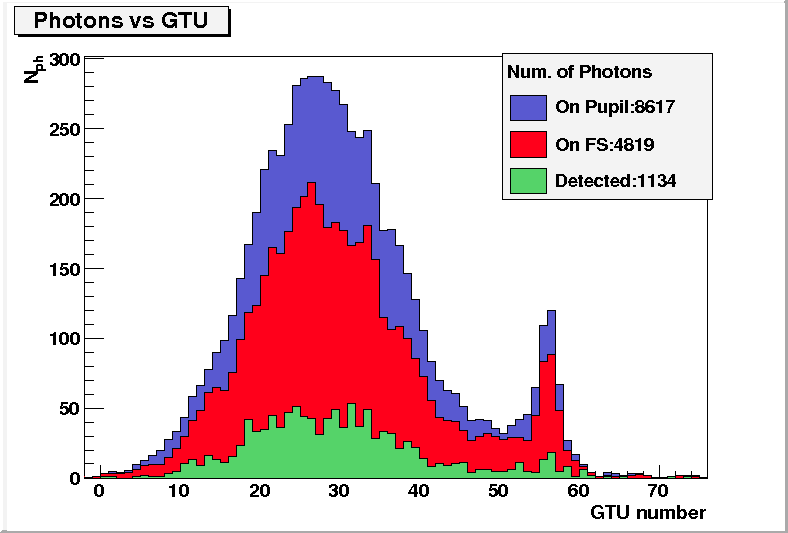 Photons vs GTU
N_ph
300
250
200
150
100
50
0
Num. of Photons
On Pupil:8617
On FS:4819
Detected:1134
0 10 20 30 40 50 60 70
GTU number